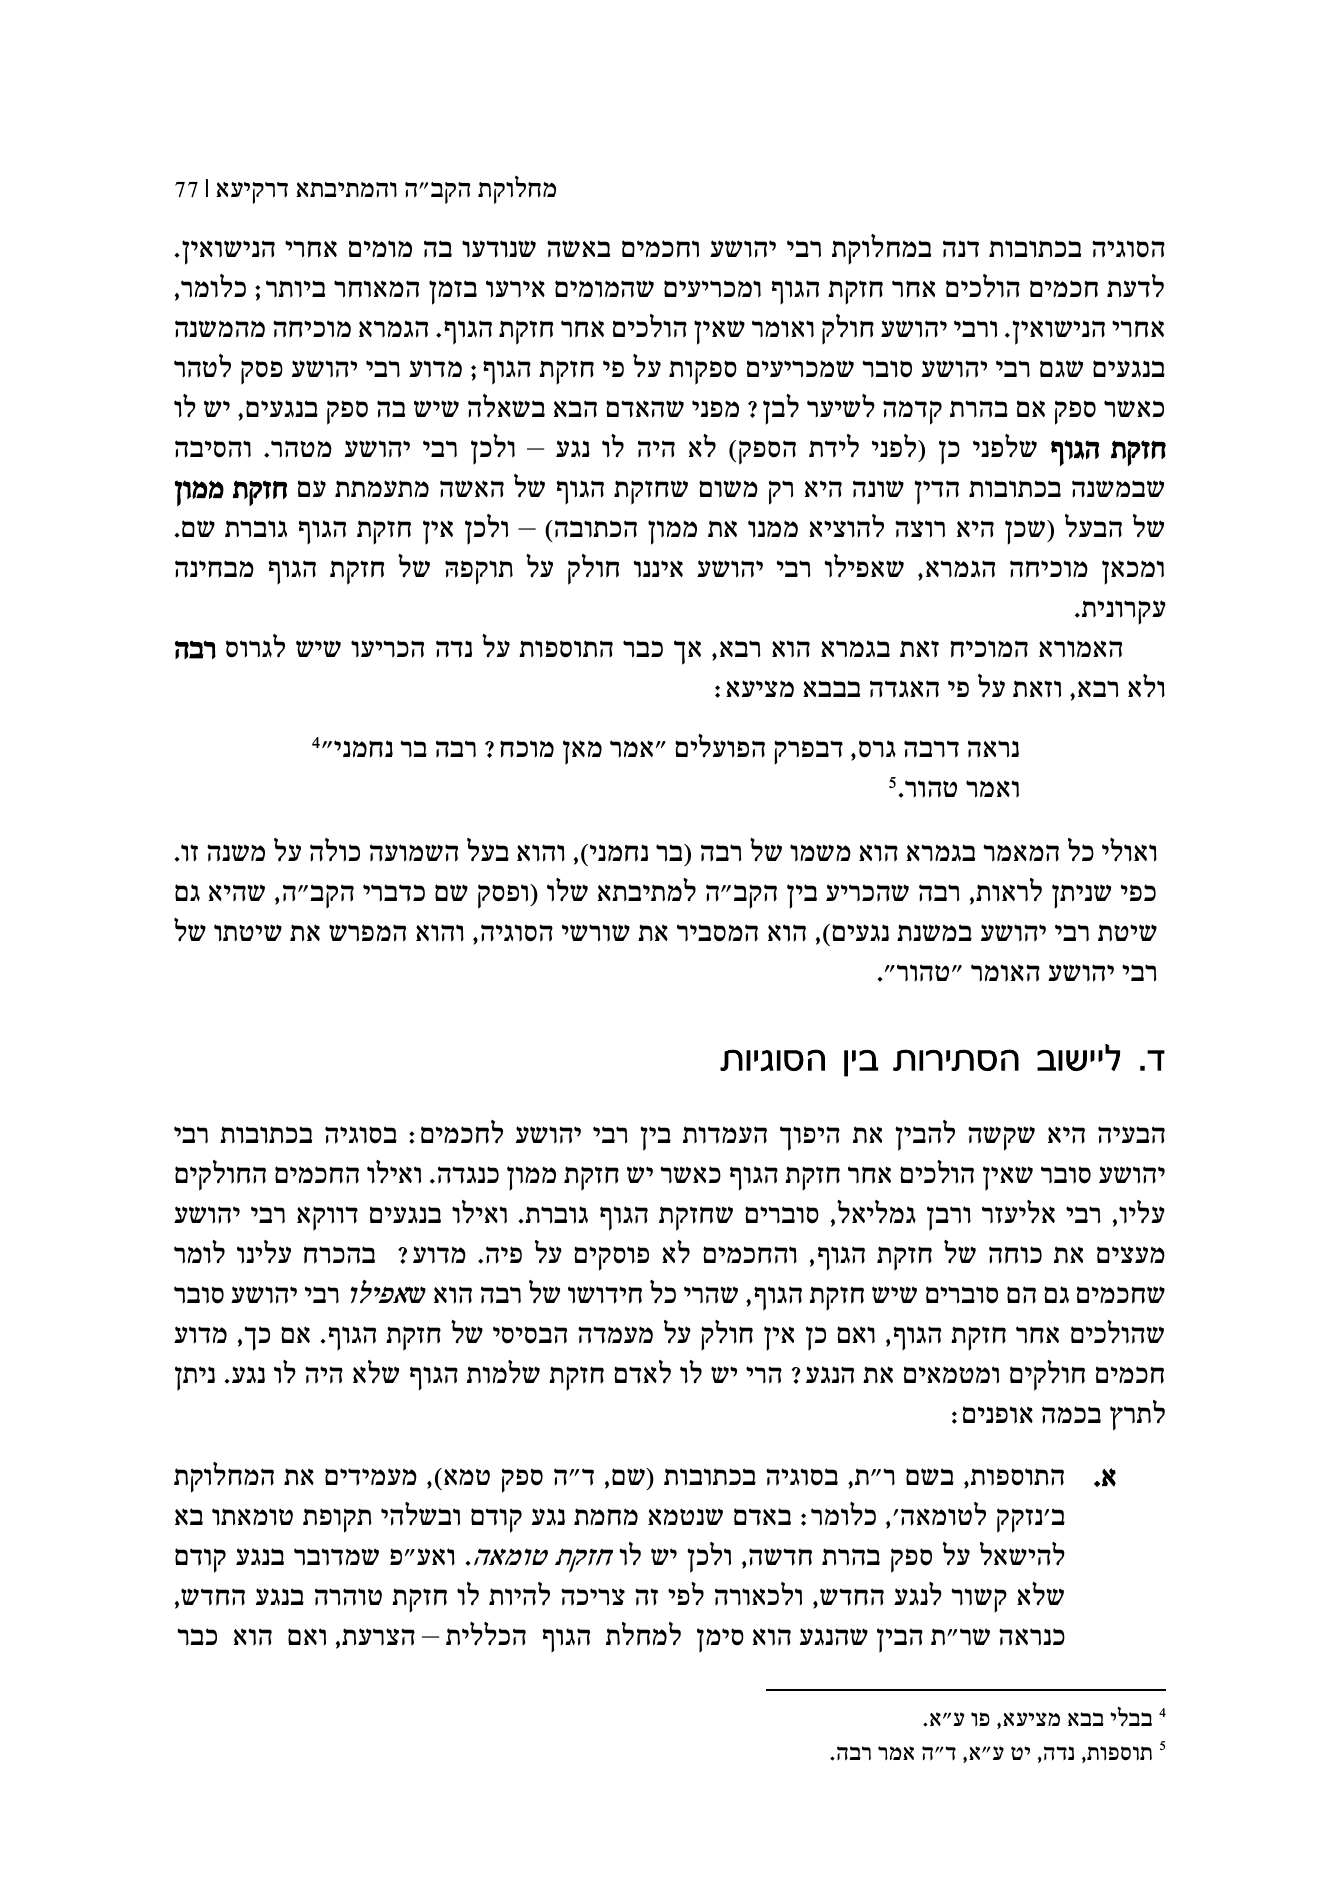 מחלוקת הקב״ה והמתיבתא דרקיעא | 77
הסוגיה בכתובות דנה במחלוקת רבי יהושע וחכמים באשה שנודעו בה מומים אחרי הנישואין.
לדעת חכמים הולכים אחר חזקת הגוף ומכריעים שהמומים אירעו בזמן המאוחר ביותר; כלומר,
אחרי הנישואין. ורבי יהושע חולק ואומר שאין הולכים אחר חזקת הגוף. הגמרא מוכיחה מהמשנה
בנגעים שגם רבי יהושע סובר שמכריעים ספקות על פי חזקת הגוף; מדוע רבי יהושע פסק לטהר
כאשר ספק אם בהרת קדמה לשיער לבן? מפני שהאדם הבא בשאלה שיש בה ספק בנגעים, יש לו
חזקת הגוף שלפני כן (לפני לידת הספק) לא היה לו נגע – ולכן רבי יהושע מטהר. והסיבה
שבמשנה בכתובות הדין שונה היא רק משום שחזקת הגוף של האשה מתעמתת עם חזקת ממון
של הבעל (שכן היא רוצה להוציא ממנו את ממון הכתובה) – ולכן אין חזקת הגוף גוברת שם.
ומכאן מוכיחה הגמרא, שאפילו רבי יהושע איננו חולק על תוקפהּ של חזקת הגוף מבחינה
עקרונית.
האמורא המוכיח זאת בגמרא הוא רבא, אך כבר התוספות על נדה הכריעו שיש לגרוס רבה
ולא רבא, וזאת על פי האגדה בבבא מציעא:
נראה דרבה גרס, דבפרק הפועלים ״אמר מאן מוכח? רבה בר נחמני״4
ואמר טהור.5
ואולי כל המאמר בגמרא הוא משמו של רבה (בר נחמני), והוא בעל השמועה כולה על משנה זו.
כפי שניתן לראות, רבה שהכריע בין הקב״ה למתיבתא שלו (ופסק שם כדברי הקב״ה, שהיא גם
שיטת רבי יהושע במשנת נגעים), הוא המסביר את שורשי הסוגיה, והוא המפרש את שיטתו של
רבי יהושע האומר ״טהור״.
ד. ליישוב הסתירות בין הסוגיות
הבעיה היא שקשה להבין את היפוך העמדות בין רבי יהושע לחכמים: בסוגיה בכתובות רבי
יהושע סובר שאין הולכים אחר חזקת הגוף כאשר יש חזקת ממון כנגדה. ואילו החכמים החולקים
עליו, רבי אליעזר ורבן גמליאל, סוברים שחזקת הגוף גוברת. ואילו בנגעים דווקא רבי יהושע
מעצים את כוחה של חזקת הגוף, והחכמים לא פוסקים על פיה. מדוע? בהכרח עלינו לומר
שחכמים גם הם סוברים שיש חזקת הגוף, שהרי כל חידושו של רבה הוא שאפילו רבי יהושע סובר
שהולכים אחר חזקת הגוף, ואם כן אין חולק על מעמדה הבסיסי של חזקת הגוף. אם כך, מדוע
חכמים חולקים ומטמאים את הנגע? הרי יש לו לאדם חזקת שלמות הגוף שלא היה לו נגע. ניתן
לתרץ בכמה אופנים:
א. התוספות, בשם ר״ת, בסוגיה בכתובות (שם, ד״ה ספק טמא), מעמידים את המחלוקת
ב׳נזקק לטומאה׳, כלומר: באדם שנטמא מחמת נגע קודם ובשלהי תקופת טומאתו בא
להישאל על ספק בהרת חדשה, ולכן יש לו חזקת טומאה. ואע״פ שמדובר בנגע קודם
שלא קשור לנגע החדש, ולכאורה לפי זה צריכה להיות לו חזקת טוהרה בנגע החדש,
כנראה שר״ת הבין שהנגע הוא סימן למחלת הגוף הכללית – הצרעת, ואם הוא כבר
4 בבלי בבא מציעא, פו ע״א.
5 תוספות, נדה, יט ע״א, ד״ה אמר רבה.